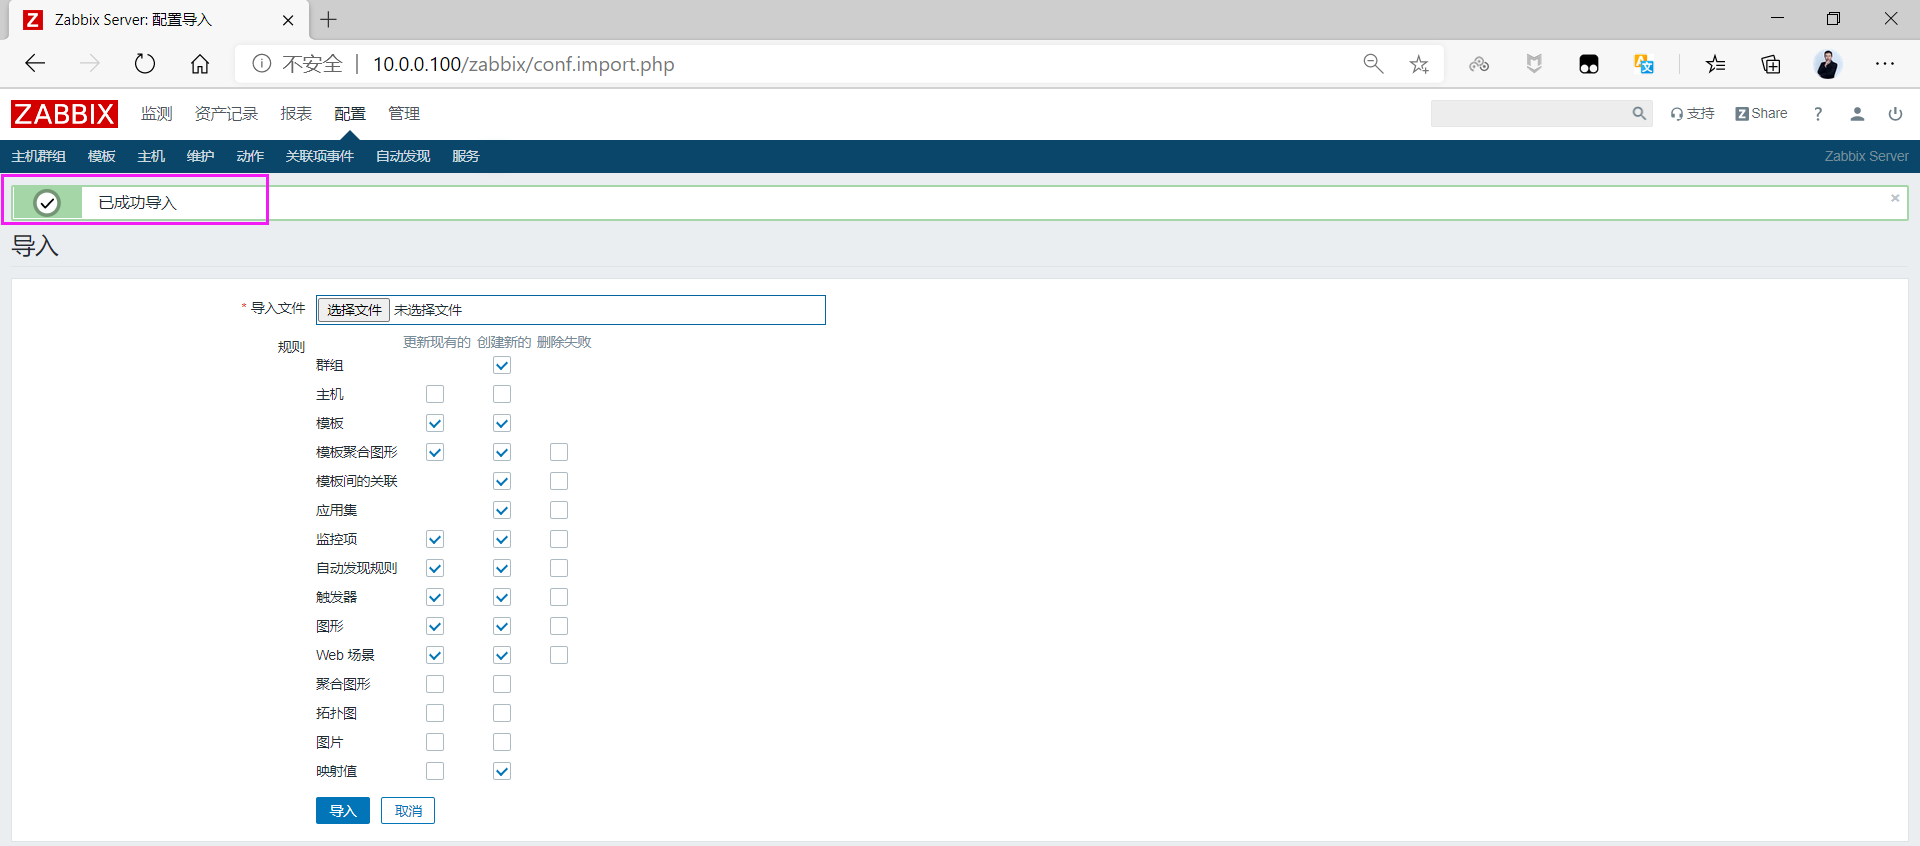 Z Zabbix Server: 配置导入
不安全 | 10.0.0.100/zabbix/conf.import.php
ZABBIX 监测 资产记录 报表 配置 管理 支持 Z Share ?
主机群组 模板 主机 维护 动作 关联项事件 自动发现 服务 Zabbix Server
已成功导入
导入
* 导入文件 选择文件 未选择文件
规则 更新现有的 创建新的 删除失败
群组
主机
模板
模板聚合图形
模板间的关联
应用集
监控项
自动发现规则
触发器
图形
Web 场景
聚合图形
拓扑图
图片
映射值
导入 取消